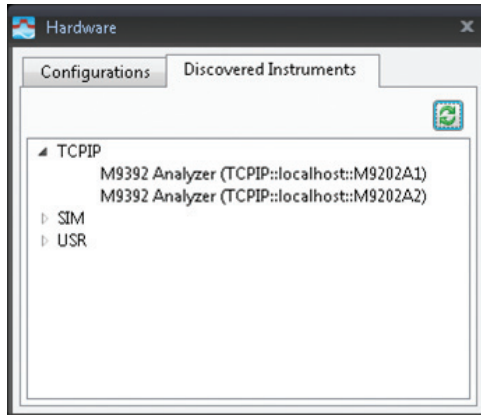 Hardware
Configurations
Discovered Instruments
TCPIP
M9392 Analyzer (TCPIP::localhost::M9202A1)
M9392 Analyzer (TCPIP::localhost::M9202A2)
SIM
USR